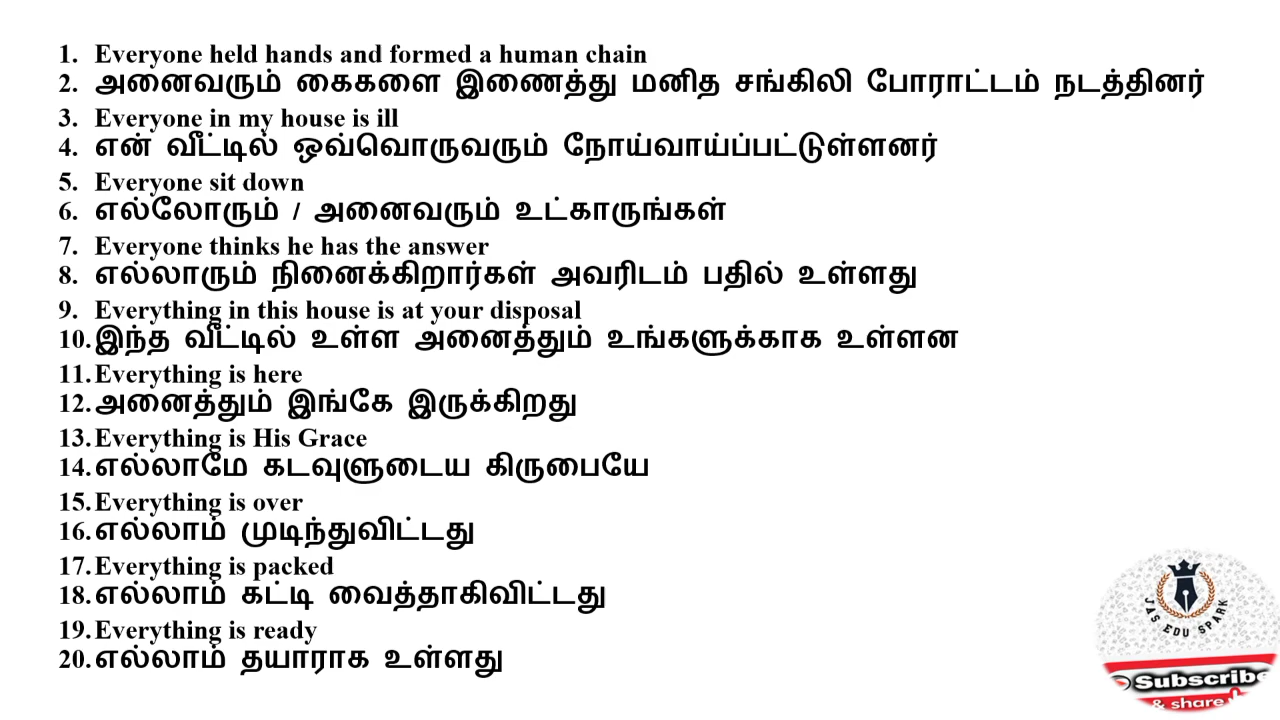 1. Everyone held hands and formed a human chain
2. அனைவரும் கைகளை இணைத்து மனித சங்கிலி போராட்டம் நடத்தினர்
3. Everyone in my house is ill
4. என் வீட்டில் ஒவ்வொருவரும் நோய்வாய்ப்பட்டுள்ளனர்
5. Everyone sit down
6. எல்லோரும் / அனைவரும் உட்காருங்கள்
7. Everyone thinks he has the answer
8. எல்லாரும் நினைக்கிறார்கள் அவரிடம் பதில் உள்ளது
9. Everything in this house is at your disposal
10. இந்த வீட்டில் உள்ள அனைத்தும் உங்களுக்காக உள்ளன
11. Everything is here
12. அனைத்தும் இங்கே இருக்கிறது
13. Everything is His Grace
14. எல்லாமே கடவுளுடைய கிருபையே
15. Everything is over
16. எல்லாம் முடிந்துவிட்டது
17. Everything is packed
18. எல்லாம் கட்டி வைத்தாகிவிட்டது
19. Everything is ready
20. எல்லாம் தயாராக உள்ளது
JAS EDU SPARK
Subscribe
& share